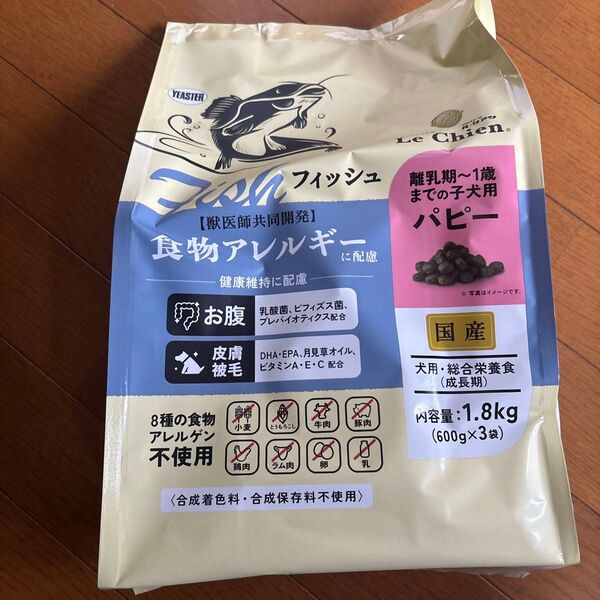 YEASTER
ル・シアン
Le Chien®
Fish フィッシュ
離乳期〜1歳
までの子犬用
パピー
※写真はイメージです。
【獣医師共同開発】
食物アレルギーに配慮
健康維持に配慮
お腹
乳酸菌、ビフィズス菌、
プレバイオティクス配合
皮膚
被毛
DHA・EPA、月見草オイル、
ビタミンA・E・C 配合
国産
犬用・総合栄養食
(成長期)
内容量:1.8kg
(600g×3袋)
8種の食物
アレルゲン
不使用
小麦
とうもろこし
牛肉
豚肉
鶏肉
ラム肉
卵
乳
〈合成着色料・合成保存料不使用〉